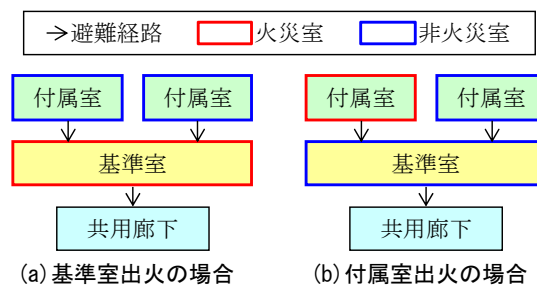 →避難経路 火災室 非火災室
付属室 付属室 付属室 付属室
基準室 基準室
共用廊下 共用廊下
(a)基準室出火の場合 (b)付属室出火の場合